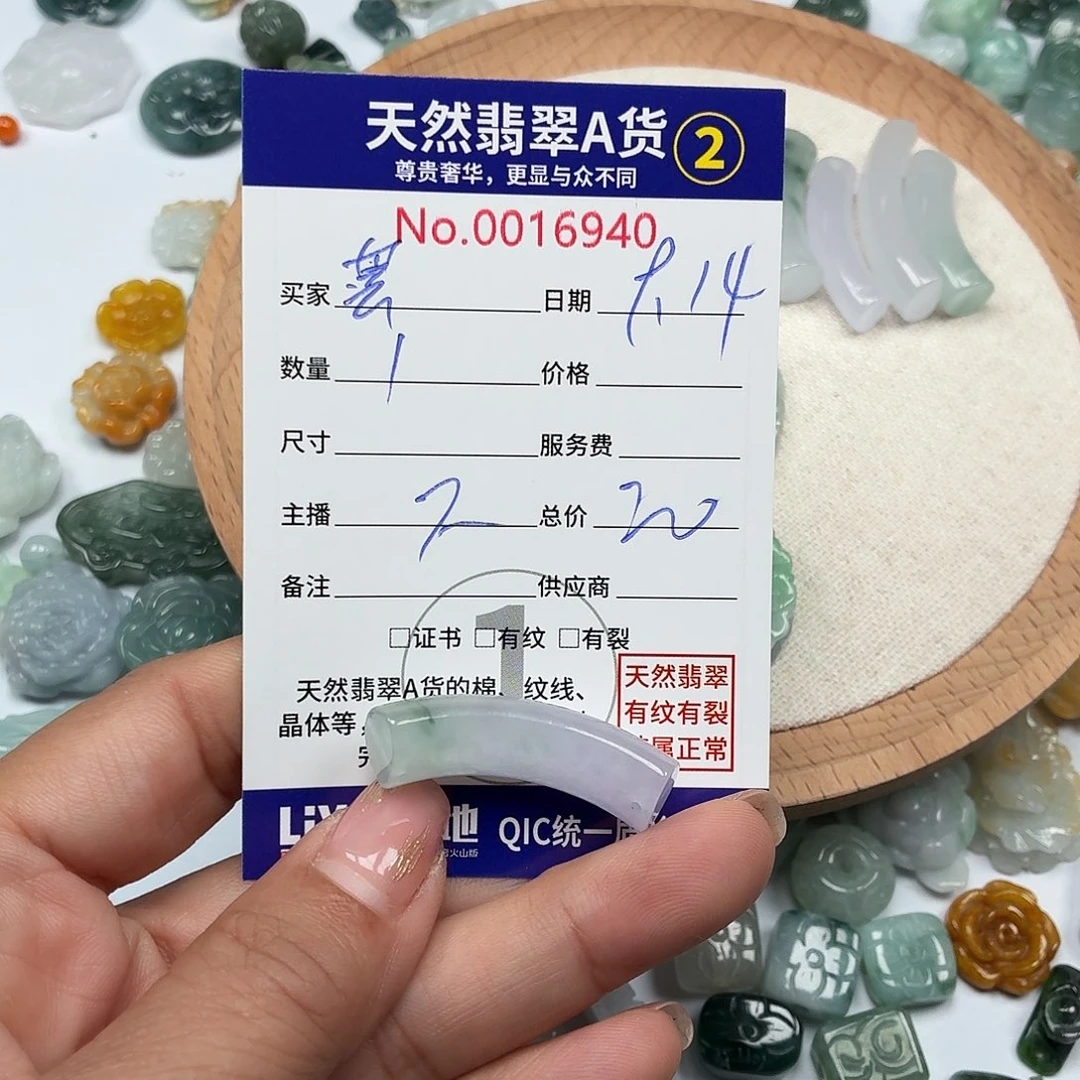 天然翡翠A货 2
尊贵奢华，更显与众不同
No.0016940
买家 日期 14
数量 1 价格
尺寸 服务费
主播 总价 20
备注 供应商
1
□证书 □有纹 □有裂
天然翡翠A货的棉、纹线、
晶体等
天然翡翠
有纹有裂
属正常
LiY 地
QIC统一